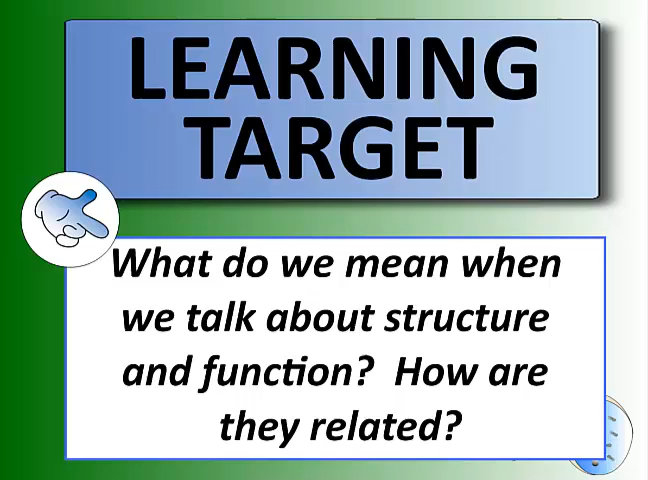 LEARNING
TARGET
What do we mean when
we talk about structure
and function?  How are
they related?